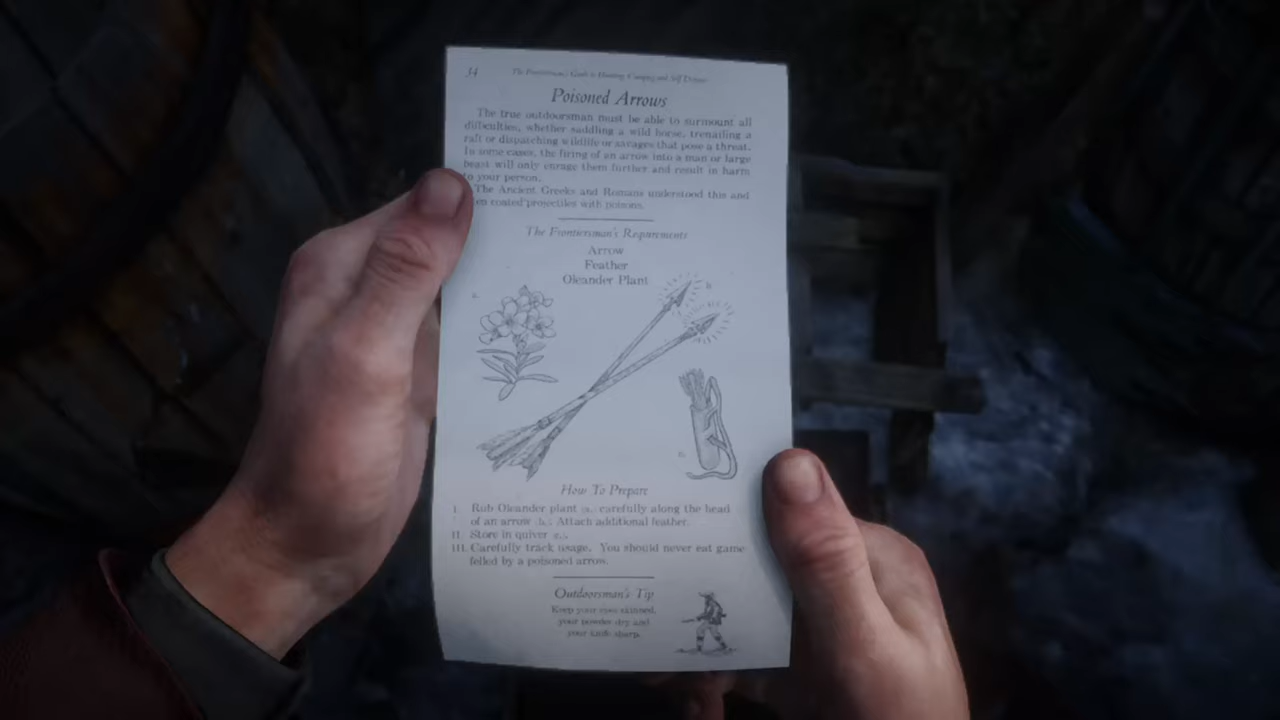 34 The Frontiersman's Guide to Hunting, Camping and Self Defense
Poisoned Arrows
The true outdoorsman must be able to surmount all
difficulties, whether saddling a wild horse, trenailing a
raft or dispatching wildlife or savages that pose a threat.
In some cases, the firing of an arrow into a man or large
beast will only enrage them further and result in harm
to your person.
The Ancient Greeks and Romans understood this and
en coated projectiles with poisons.
The Frontiersman's Requirements
Arrow
Feather
Oleander Plant
a.
b.
c.
How To Prepare
I. Rub Oleander plant (a.) carefully along the head
of an arrow (b.). Attach additional feather.
II. Store in quiver (c.).
III. Carefully track usage. You should never eat game
felled by a poisoned arrow.
Outdoorsman's Tip
Keep your eyes skinned,
your powder dry and
your knife sharp.